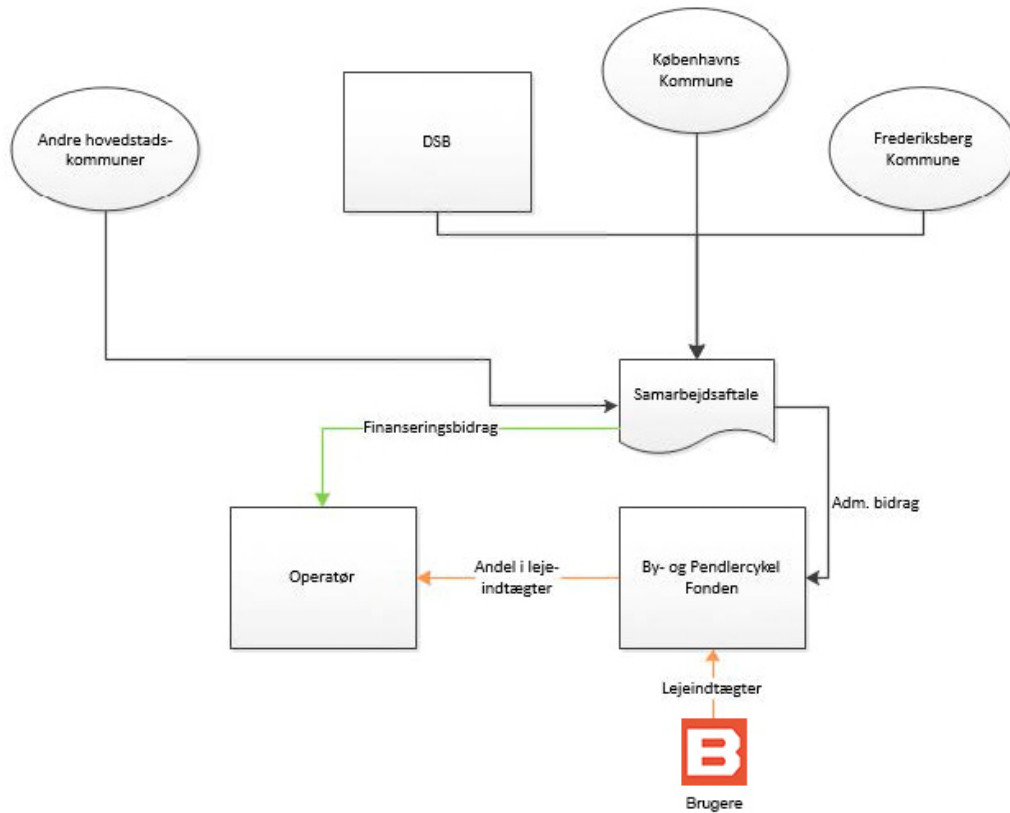 Københavns
Kommune
Andre hovedstads-
kommuner
DSB
Frederiksberg
Kommune
Samarbejdsaftale
Finanseringsbidrag
Adm. bidrag
Operatør
Andel i leje-
indtægter
By- og Pendlercykel
Fonden
Lejeindtægter
B
Brugere